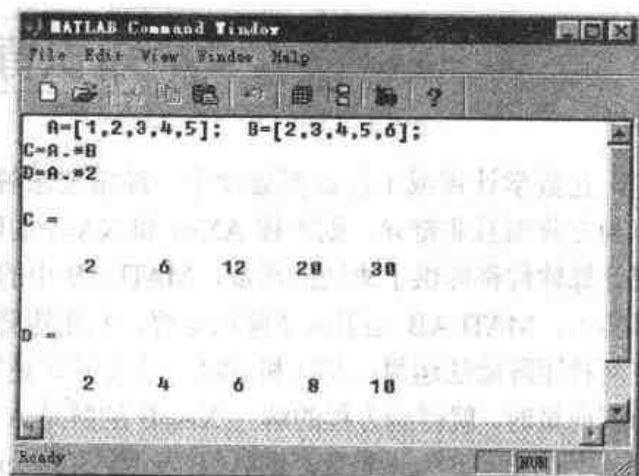 MATLAB Command Window
File Edit View Window Help
A=[1,2,3,4,5]; B=[2,3,4,5,6];
C=A.*B
D=A.*2
C =
2 6 12 20 30
D =
2 4 6 8 10
Ready NUM